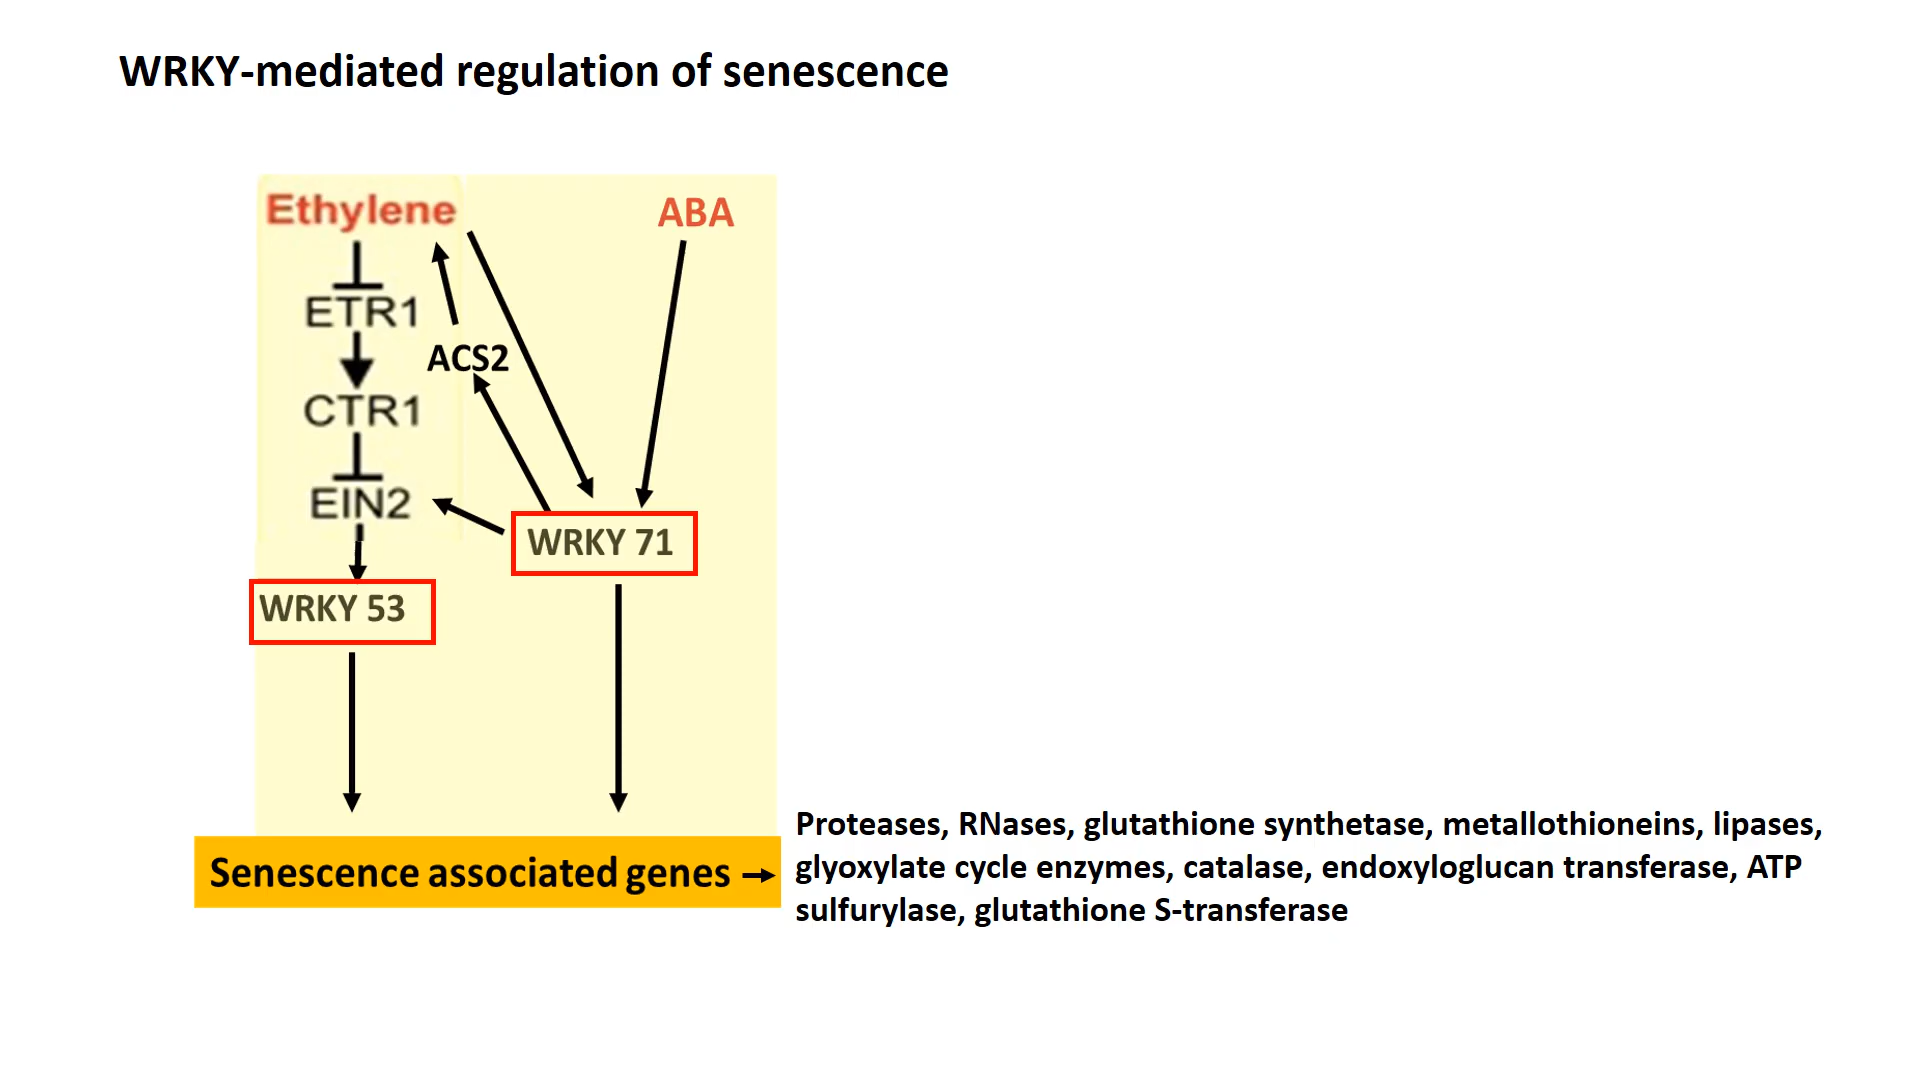 WRKY-mediated regulation of senescence
Ethylene
ABA
ETR1
ACS2
CTR1
EIN2
WRKY 71
WRKY 53
Senescence associated genes
Proteases, RNases, glutathione synthetase, metallothioneins, lipases,
glyoxylate cycle enzymes, catalase, endoxyloglucan transferase, ATP
sulfurylase, glutathione S-transferase